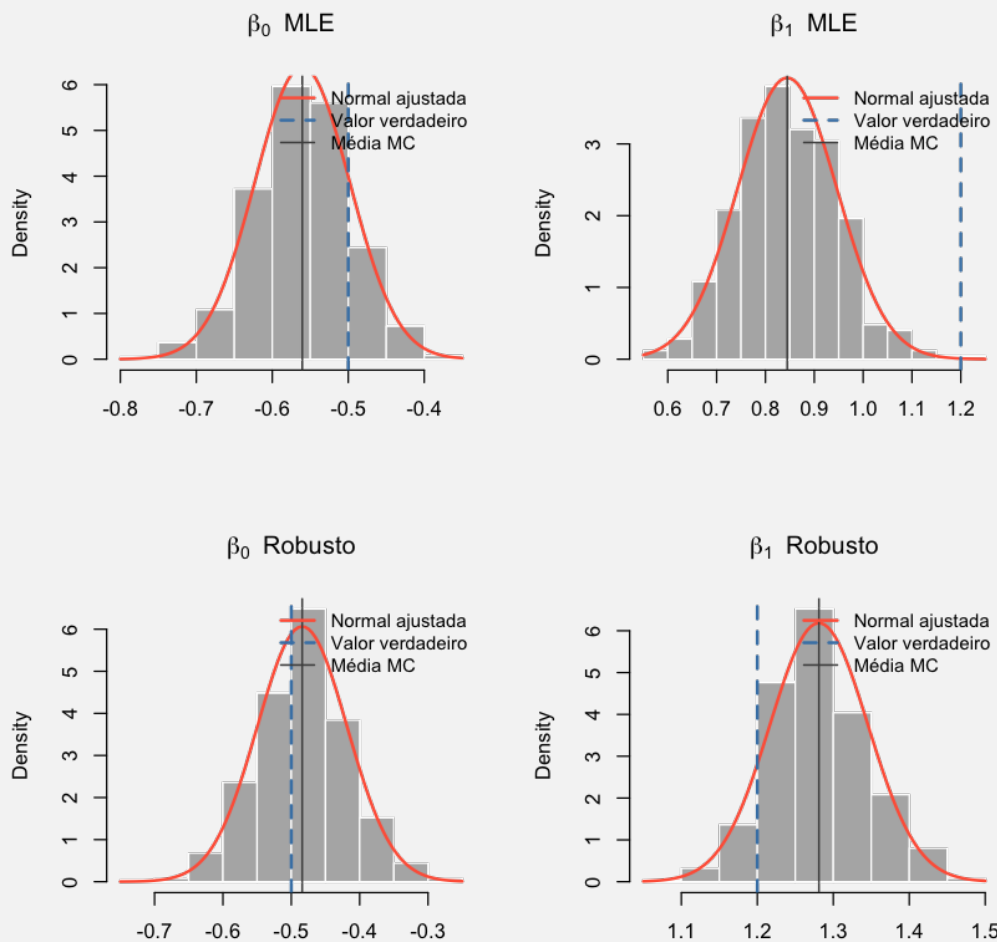 β₀ MLE
Density
0 1 2 3 4 5 6
-0.8 -0.7 -0.6 -0.5 -0.4
Normal ajustada
Valor verdadeiro
Média MC
β₁ MLE
Density
0 1 2 3
0.6 0.7 0.8 0.9 1.0 1.1 1.2
Normal ajustada
Valor verdadeiro
Média MC
β₀ Robusto
Density
0 1 2 3 4 5 6
-0.7 -0.6 -0.5 -0.4 -0.3
Normal ajustada
Valor verdadeiro
Média MC
β₁ Robusto
Density
0 1 2 3 4 5 6
1.1 1.2 1.3 1.4 1.5
Normal ajustada
Valor verdadeiro
Média MC